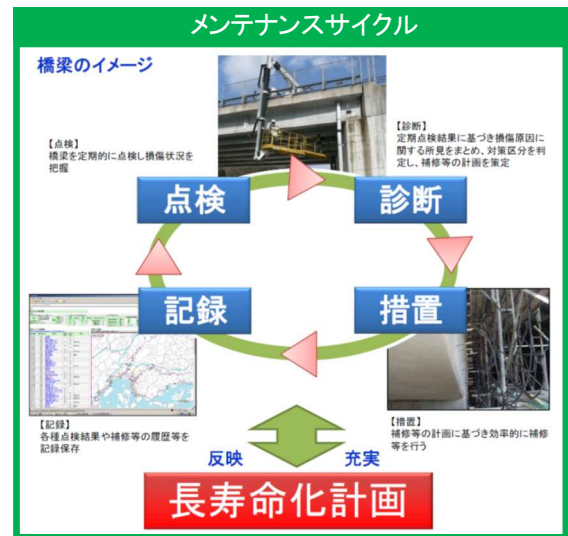 メンテナンスサイクル
橋梁のイメージ
【点検】
橋梁を定期的に点検し損傷状況を
把握
【診断】
定期点検結果に基づき損傷原因に
関する所見をまとめ、対策区分を判
定し、補修等の計画を策定
点検
診断
記録
措置
【記録】
各種点検結果や補修等の履歴等を
記録保存
【措置】
補修等の計画に基づき効率的に補修
等を行う
反映
充実
長寿命化計画